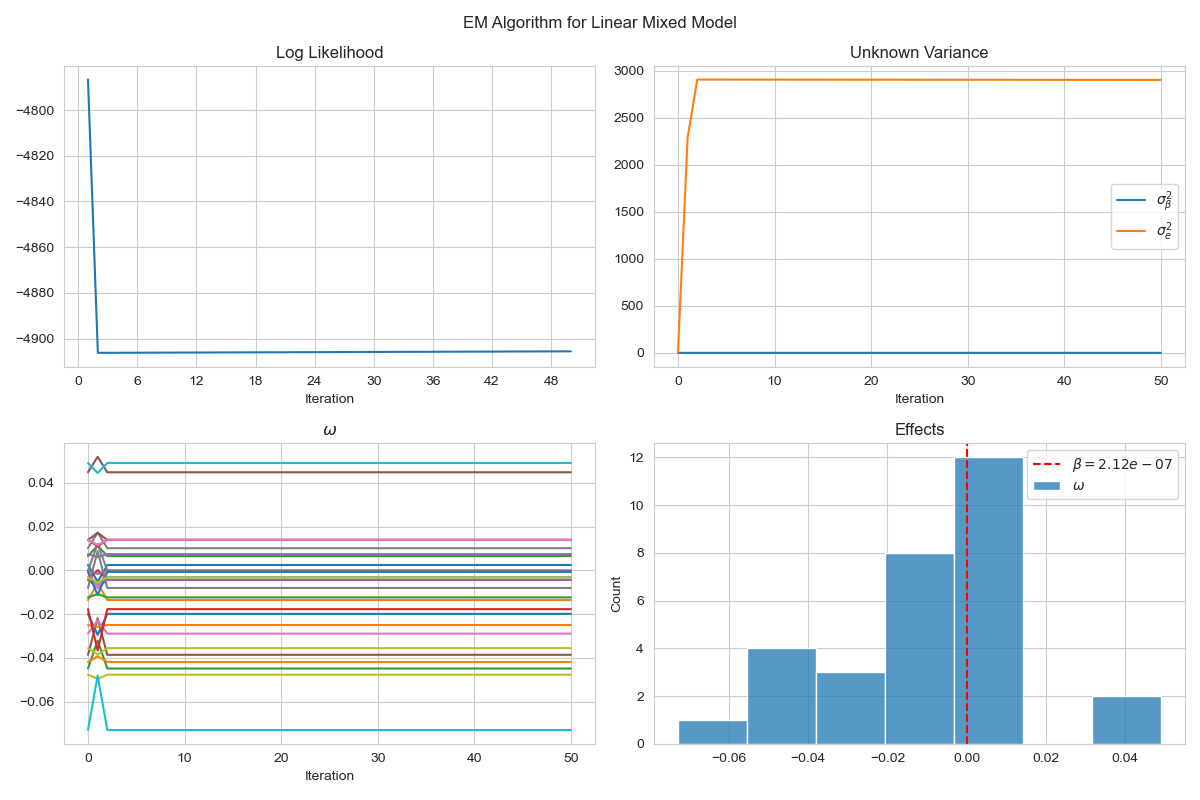 EM Algorithm for Linear Mixed Model
Log Likelihood
−4800
−4820
−4840
−4860
−4880
−4900
0 6 12 18 24 30 36 42 48
Iteration
Unknown Variance
3000
2500
2000
1500
1000
500
0
σ²_β
σ²_e
0 10 20 30 40 50
Iteration
ω
0.04
0.02
0.00
−0.02
−0.04
−0.06
0 10 20 30 40 50
Iteration
Effects
Count
12
10
8
6
4
2
0
β = 2.12e − 07
ω
−0.06 −0.04 −0.02 0.00 0.02 0.04